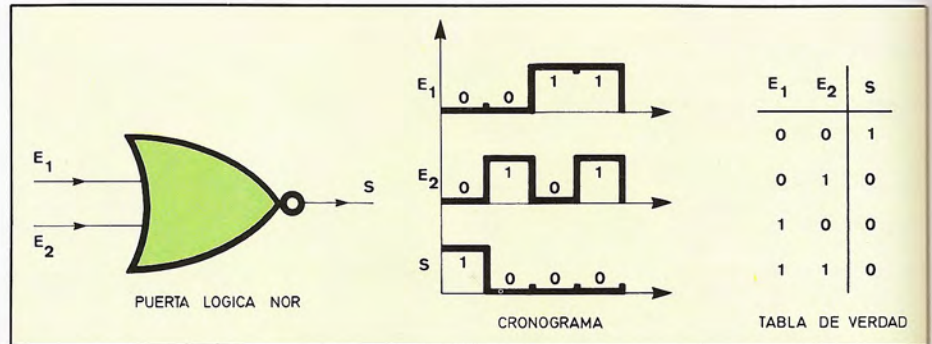 E1
E2
S
PUERTA LOGICA NOR
E1
0 0 1 1
E2
0 1 0 1
S
1 0 0 0
CRONOGRAMA
E1 E2 S
0 0 1
0 1 0
1 0 0
1 1 0
TABLA DE VERDAD